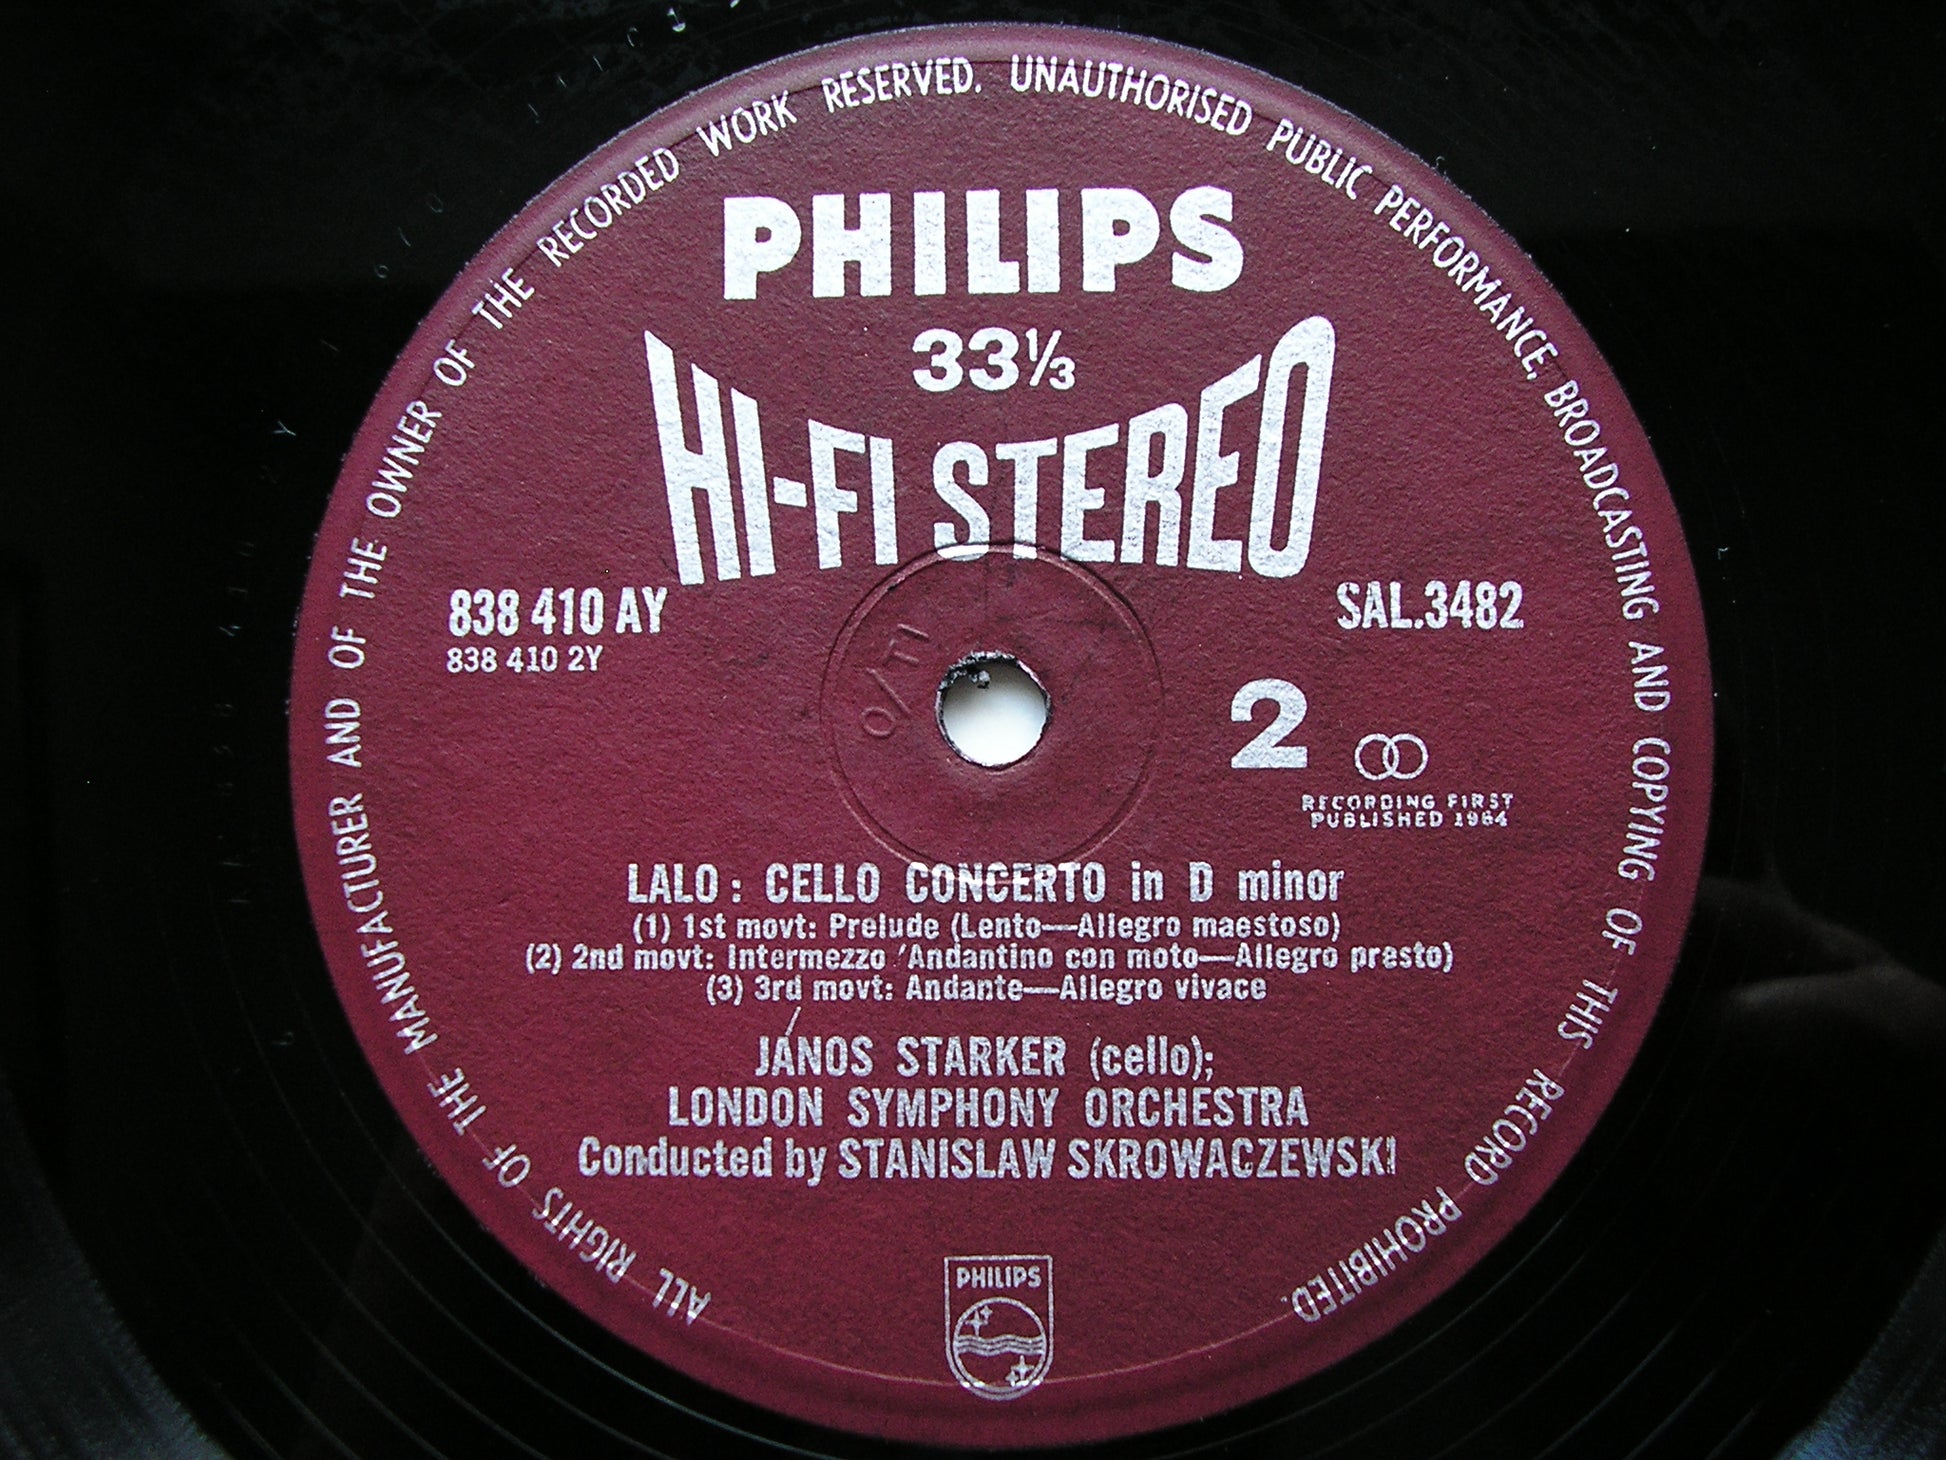 ALL RIGHTS OF THE MANUFACTURER AND OF THE OWNER OF THE RECORDED WORK RESERVED. UNAUTHORISED PUBLIC PERFORMANCE, BROADCASTING AND COPYING OF THIS RECORD PROHIBITED.
PHILIPS
33⅓
HI-FI STEREO
838 410 AY
838 410 2Y
SAL.3482
2
RECORDING FIRST
PUBLISHED 1964
LALO: CELLO CONCERTO in D minor
(1) 1st movt: Prelude (Lento—Allegro maestoso)
(2) 2nd movt: Intermezzo 'Andantino con moto—Allegro presto)
(3) 3rd movt: Andante—Allegro vivace
JÁNOS STARKER (cello);
LONDON SYMPHONY ORCHESTRA
Conducted by STANISLAW SKROWACZEWSKI
PHILIPS